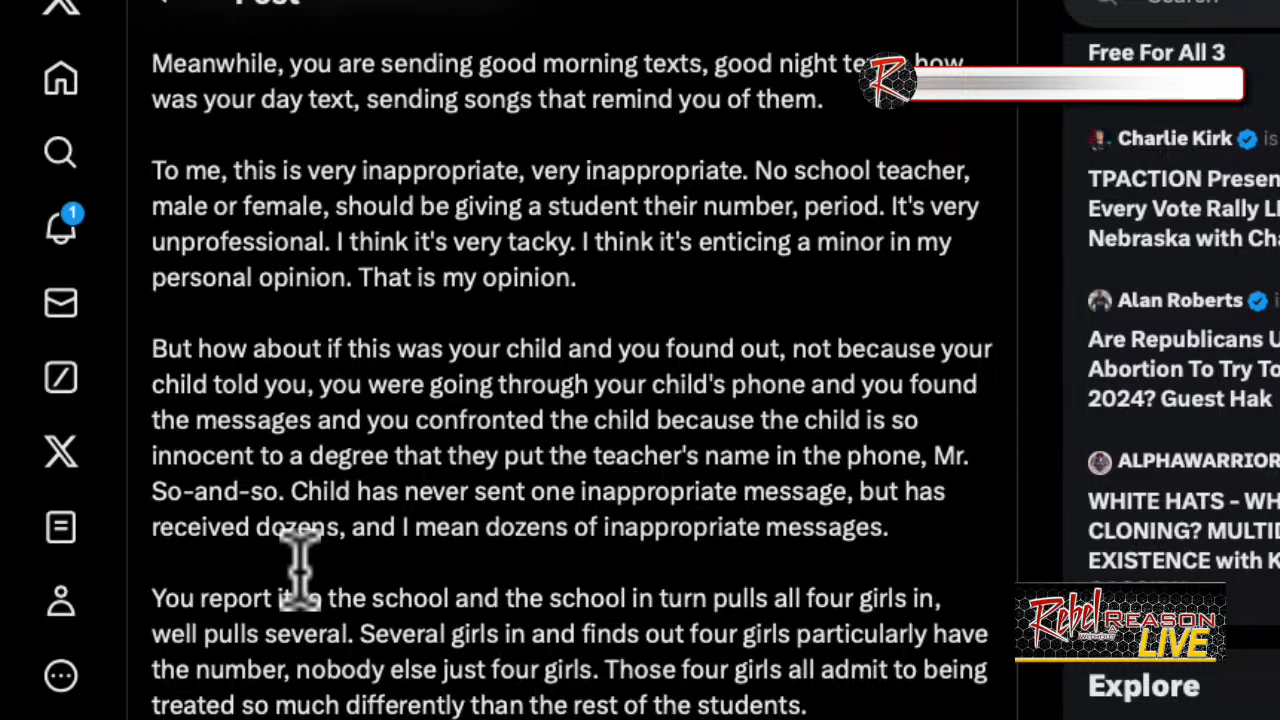 Meanwhile, you are sending good morning texts, good night how
was your day text, sending songs that remind you of them.
To me, this is very inappropriate, very inappropriate. No school teacher,
male or female, should be giving a student their number, period. It's very
unprofessional. I think it's very tacky. I think it's enticing a minor in my
personal opinion. That is my opinion.
But how about if this was your child and you found out, not because your
child told you, you were going through your child's phone and you found
the messages and you confronted the child because the child is so
innocent to a degree that they put the teacher's name in the phone, Mr.
So-and-so. Child has never sent one inappropriate message, but has
received dozens, and I mean dozens of inappropriate messages.
You report the school and the school in turn pulls all four girls in,
well pulls several. Several girls in and finds out four girls particularly have
the number, nobody else just four girls. Those four girls all admit to being
treated so much differently than the rest of the students.
1
Free For All 3
R
Charlie Kirk is
TPACTION
Every Vote Rally
Nebraska with
Alan Roberts
Are Republicans
Abortion To Try To
2024? Guest Hak
ALPHAWARRIOR
WHITE HATS -
CLONING?
EXISTENCE with
Rebel
WITHOUT
REASON
LIVE
Explore